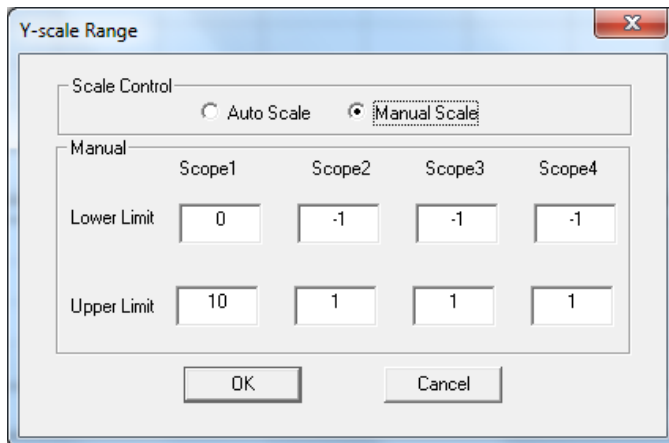 Y-scale Range
X
Scale Control
Auto Scale Manual Scale
Manual
Scope1 Scope2 Scope3 Scope4
Lower Limit 0 -1 -1 -1
Upper Limit 10 1 1 1
OK Cancel